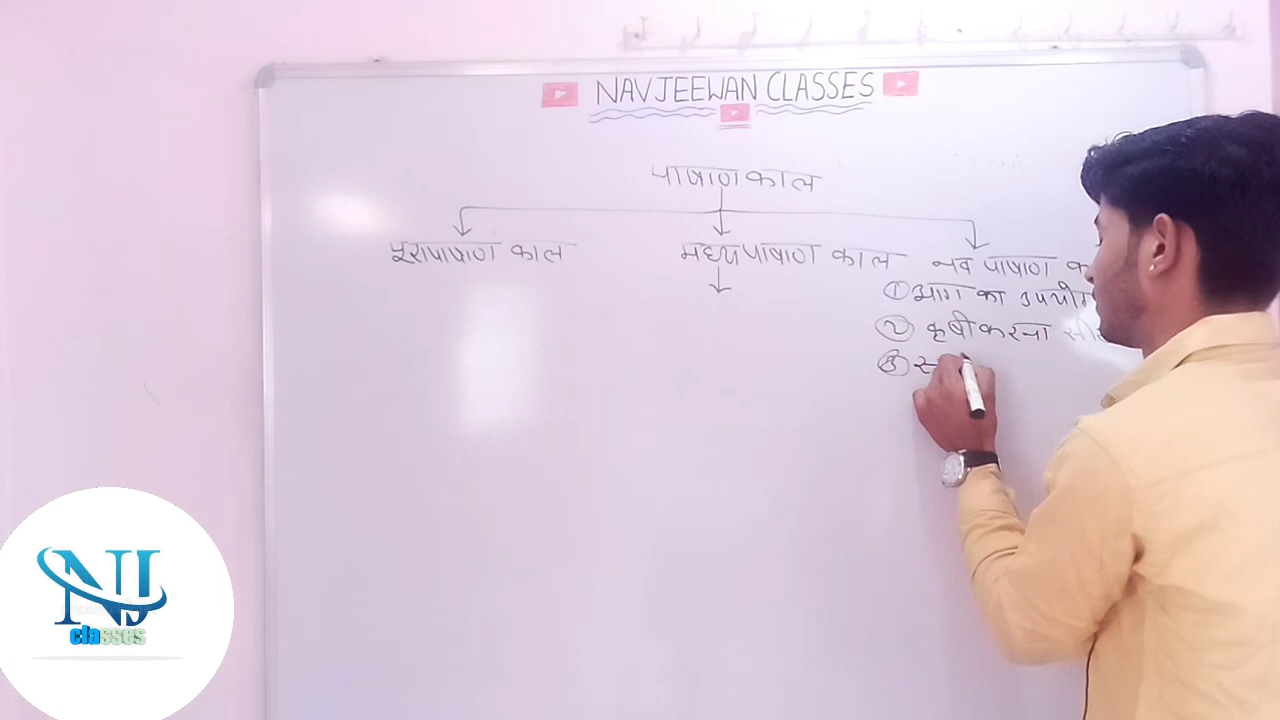 NAVJEEWAN CLASSES
पाषाण काल
पुरापाषाण काल मध्यपाषाण काल नव पाषाण
① आग का उपयोग
② कृषी करना
③
NJ
classes